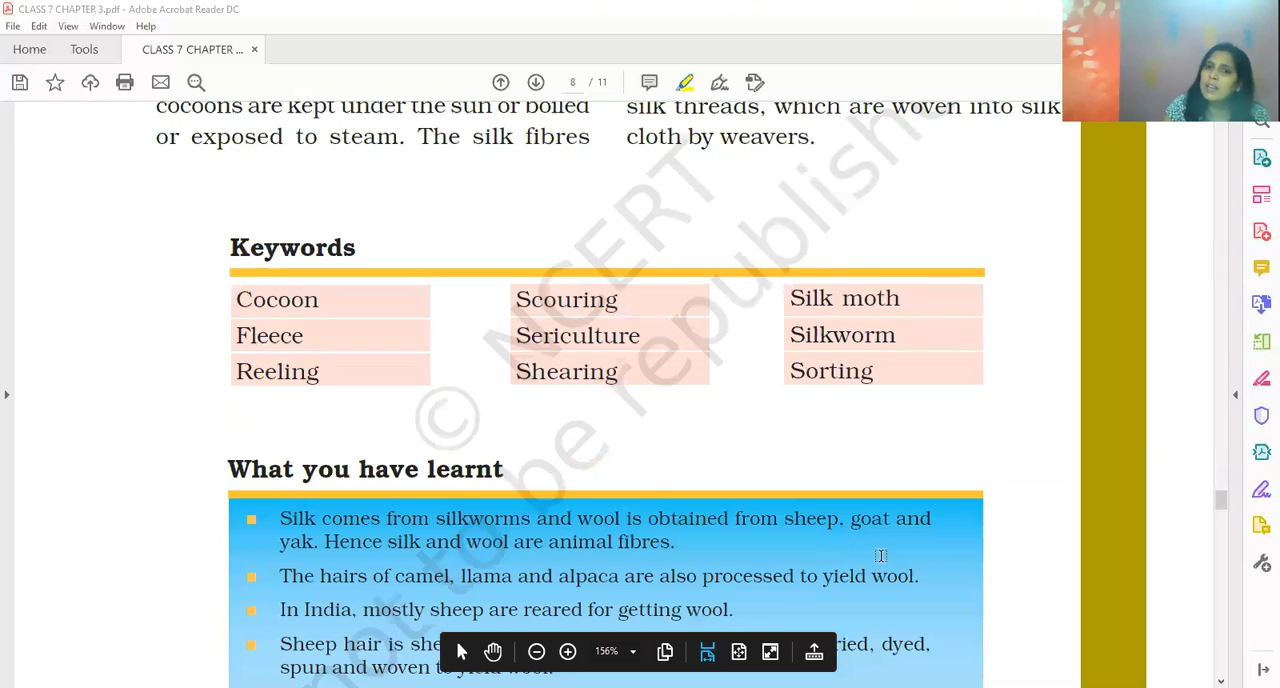 CLASS 7 CHAPTER 3.pdf - Adobe Acrobat Reader DC
File Edit View Window Help
Home Tools CLASS 7 CHAPTER ... ×
8 / 11
cocoons are kept under the sun or boiled
or exposed to steam. The silk fibres
silk threads, which are woven into silk
cloth by weavers.
Keywords
Cocoon Scouring Silk moth
Fleece Sericulture Silkworm
Reeling Shearing Sorting
© NCERT
not to be republished
What you have learnt
Silk comes from silkworms and wool is obtained from sheep, goat and
yak. Hence silk and wool are animal fibres.
The hairs of camel, llama and alpaca are also processed to yield wool.
In India, mostly sheep are reared for getting wool.
Sheep hair is dyed,
spun and woven
156%